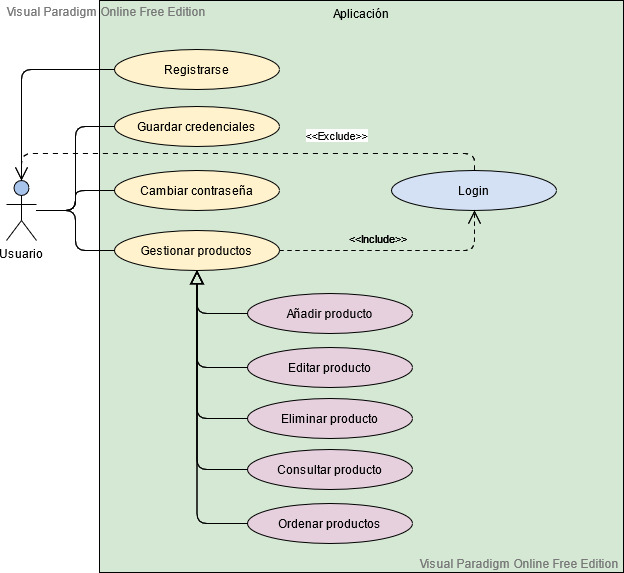 Visual Paradigm Online Free Edition
Aplicación
Registrarse
Guardar credenciales
<<Exclude>>
Cambiar contraseña
Login
Usuario
Gestionar productos
<<Include>>
Añadir producto
Editar producto
Eliminar producto
Consultar producto
Ordenar productos
Visual Paradigm Online Free Edition